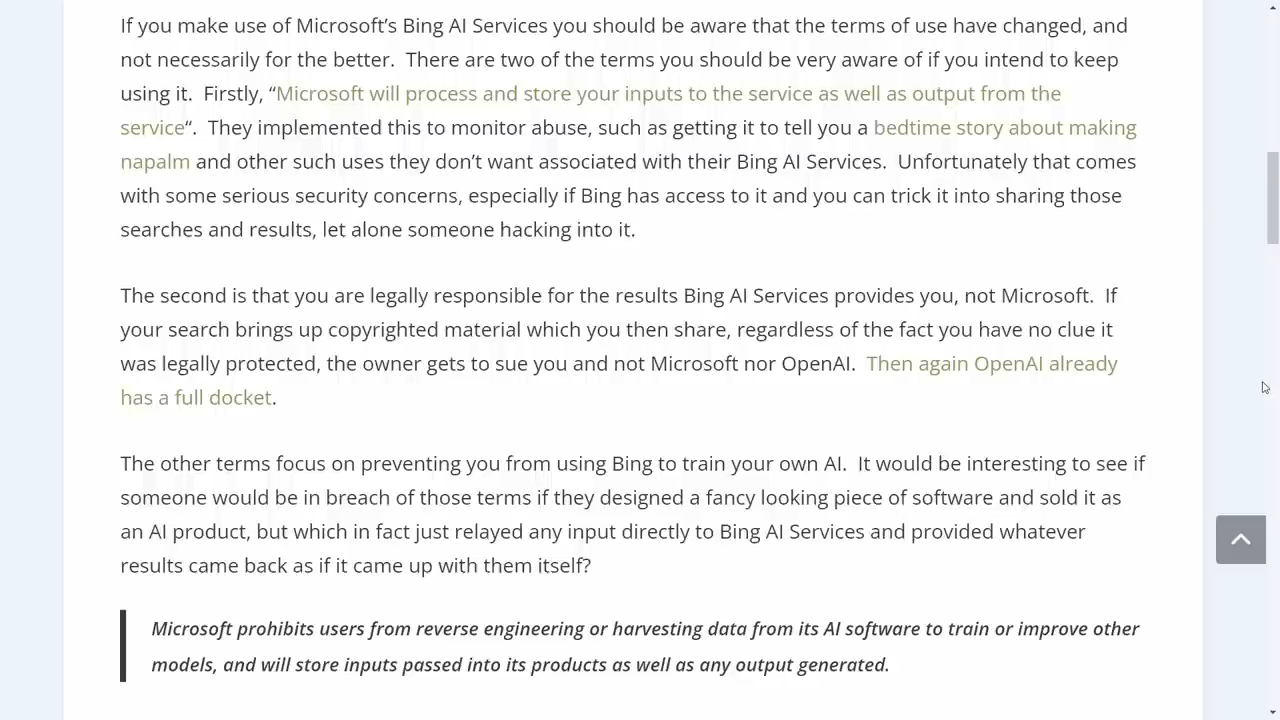 If you make use of Microsoft’s Bing AI Services you should be aware that the terms of use have changed, and
not necessarily for the better.  There are two of the terms you should be very aware of if you intend to keep
using it.  Firstly, “Microsoft will process and store your inputs to the service as well as output from the
service“.  They implemented this to monitor abuse, such as getting it to tell you a bedtime story about making
napalm and other such uses they don’t want associated with their Bing AI Services.  Unfortunately that comes
with some serious security concerns, especially if Bing has access to it and you can trick it into sharing those
searches and results, let alone someone hacking into it.
The second is that you are legally responsible for the results Bing AI Services provides you, not Microsoft.  If
your search brings up copyrighted material which you then share, regardless of the fact you have no clue it
was legally protected, the owner gets to sue you and not Microsoft nor OpenAI.  Then again OpenAI already
has a full docket.
The other terms focus on preventing you from using Bing to train your own AI.  It would be interesting to see if
someone would be in breach of those terms if they designed a fancy looking piece of software and sold it as
an AI product, but which in fact just relayed any input directly to Bing AI Services and provided whatever
results came back as if it came up with them itself?
Microsoft prohibits users from reverse engineering or harvesting data from its AI software to train or improve other
models, and will store inputs passed into its products as well as any output generated.